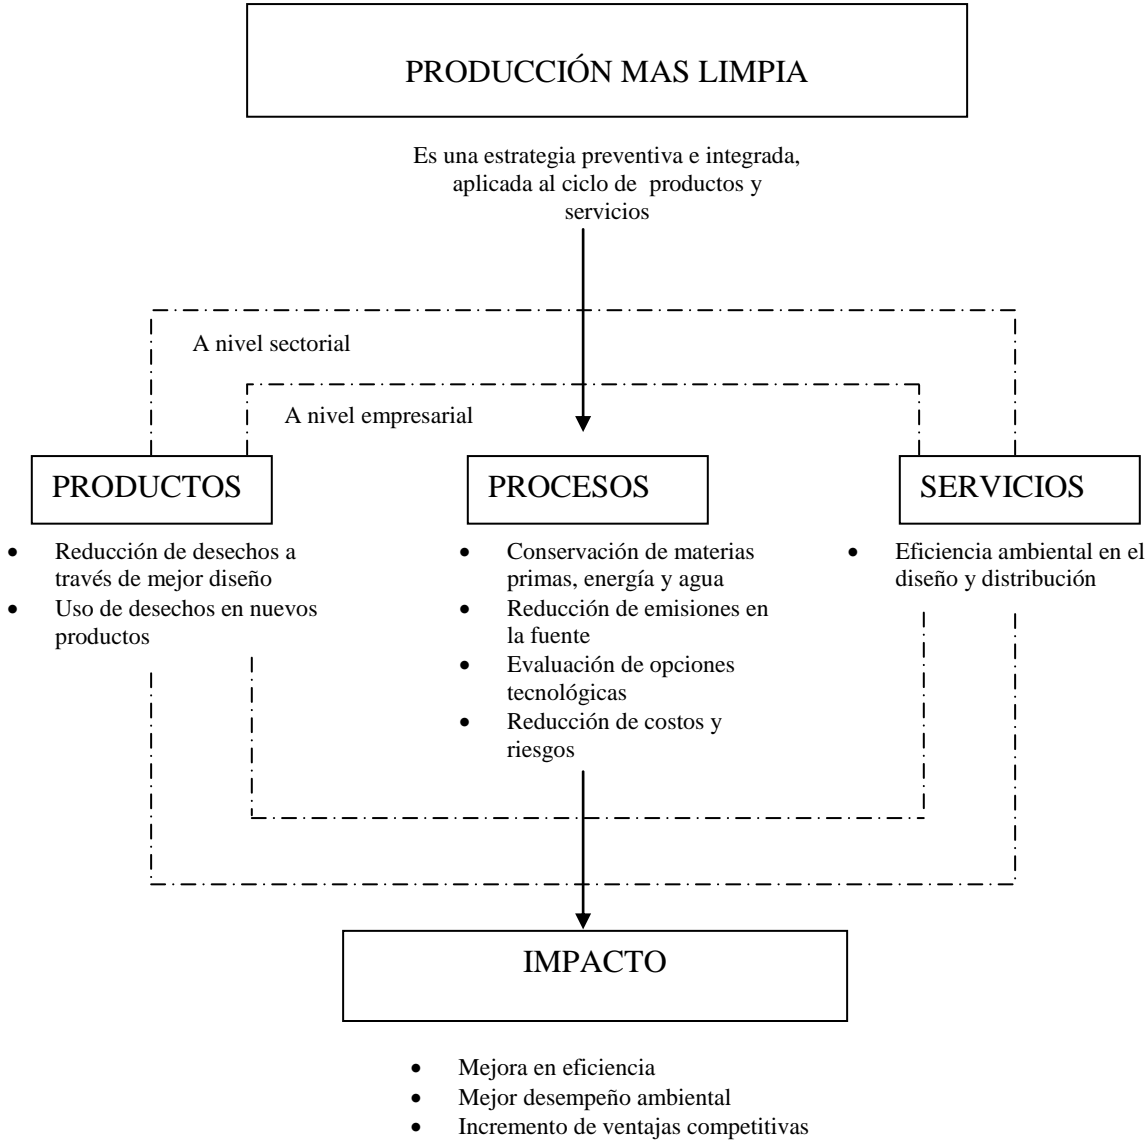 PRODUCCIÓN MAS LIMPIA
Es una estrategia preventiva e integrada,
aplicada al ciclo de productos y
servicios
A nivel sectorial
A nivel empresarial
PRODUCTOS
• Reducción de desechos a
través de mejor diseño
• Uso de desechos en nuevos
productos
PROCESOS
• Conservación de materias
primas, energía y agua
• Reducción de emisiones en
la fuente
• Evaluación de opciones
tecnológicas
• Reducción de costos y
riesgos
SERVICIOS
• Eficiencia ambiental en el
diseño y distribución
IMPACTO
• Mejora en eficiencia
• Mejor desempeño ambiental
• Incremento de ventajas competitivas